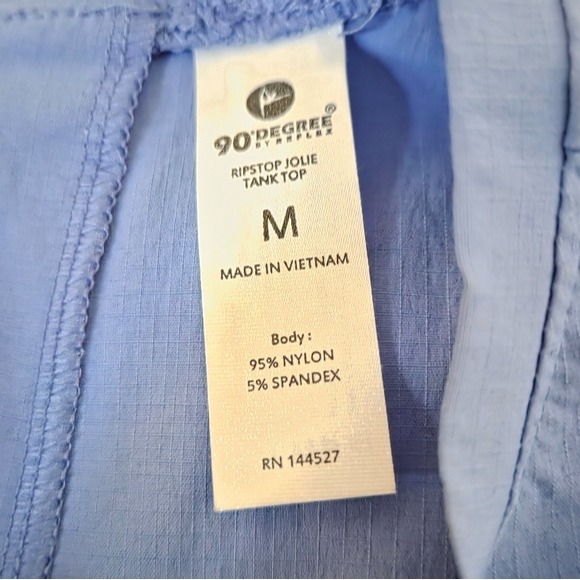 90°DEGREE®
BY REFLEX
RIPSTOP JOLIE
TANK TOP
M
MADE IN VIETNAM
Body :
95% NYLON
5% SPANDEX
RN 144527